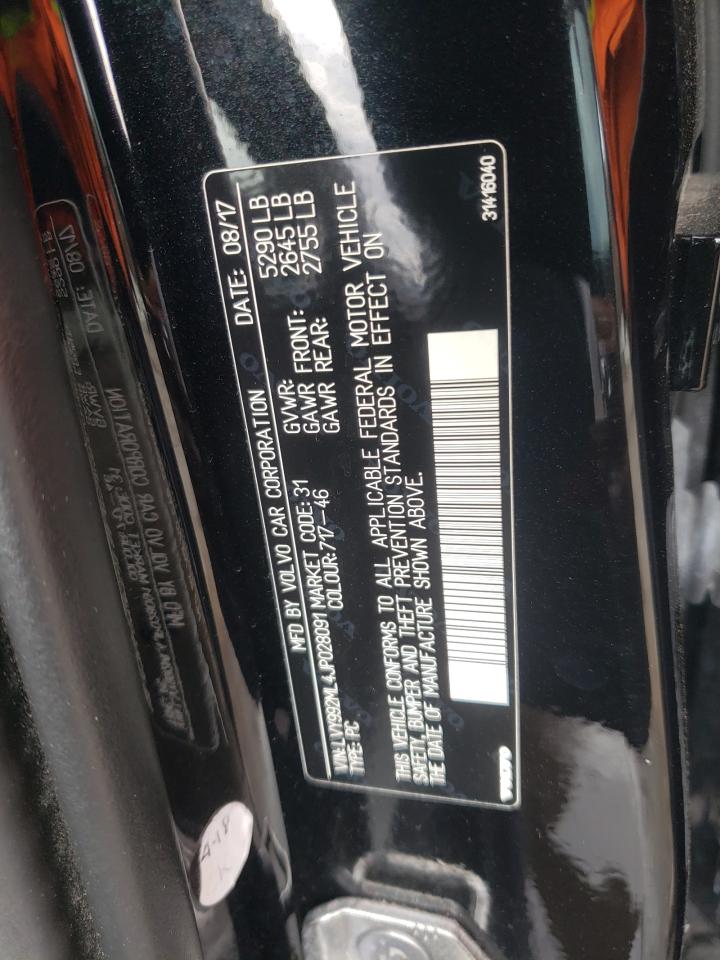 MFD BY VOLVO CAR CORPORATION DATE: 08/17
VIN: LVY992ML4JP028091 MARKET CODE: 31 GVWR: 5290 LB
TYPE: PC COLOUR: 717-46 GAWR FRONT: 2645 LB
GAWR REAR: 2755 LB
THIS VEHICLE CONFORMS TO ALL APPLICABLE FEDERAL MOTOR VEHICLE
SAFETY, BUMPER AND THEFT PREVENTION STANDARDS IN EFFECT ON
THE DATE OF MANUFACTURE SHOWN ABOVE.
31416040
VOLVO